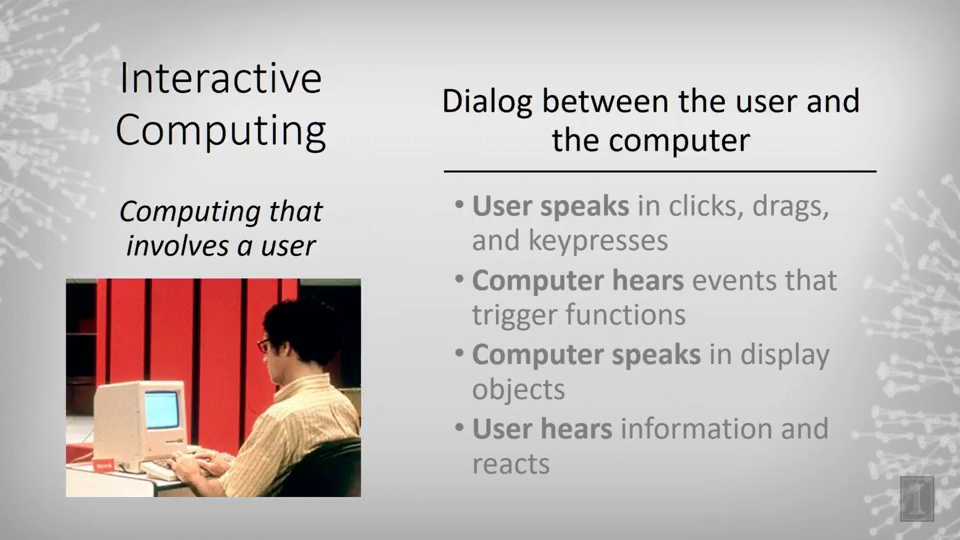 Interactive
Computing
Computing that
involves a user
Dialog between the user and
the computer
• User speaks in clicks, drags,
and keypresses
• Computer hears events that
trigger functions
• Computer speaks in display
objects
• User hears information and
reacts